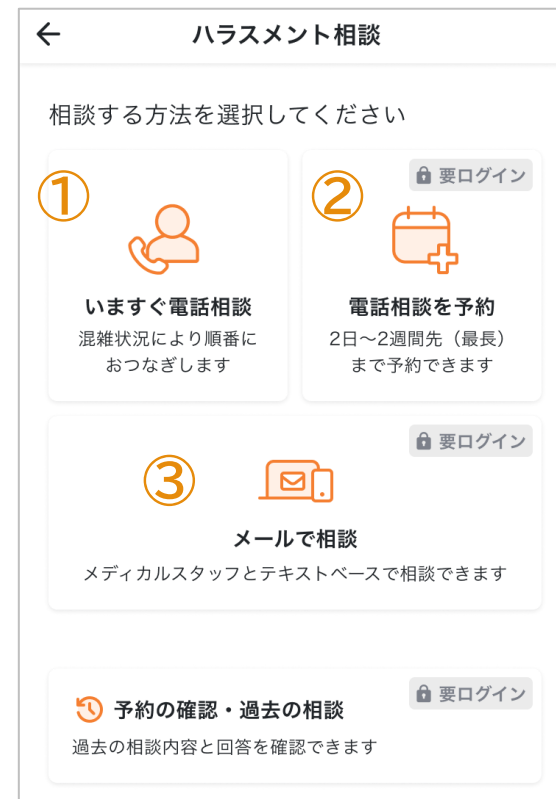 ハラスメント相談
相談する方法を選択してください
①
いますぐ電話相談
混雑状況により順番に
おつなぎします
②
要ログイン
電話相談を予約
2日〜2週間先（最長）
まで予約できます
③
要ログイン
メールで相談
メディカルスタッフとテキストベースで相談できます
要ログイン
予約の確認・過去の相談
過去の相談内容と回答を確認できます